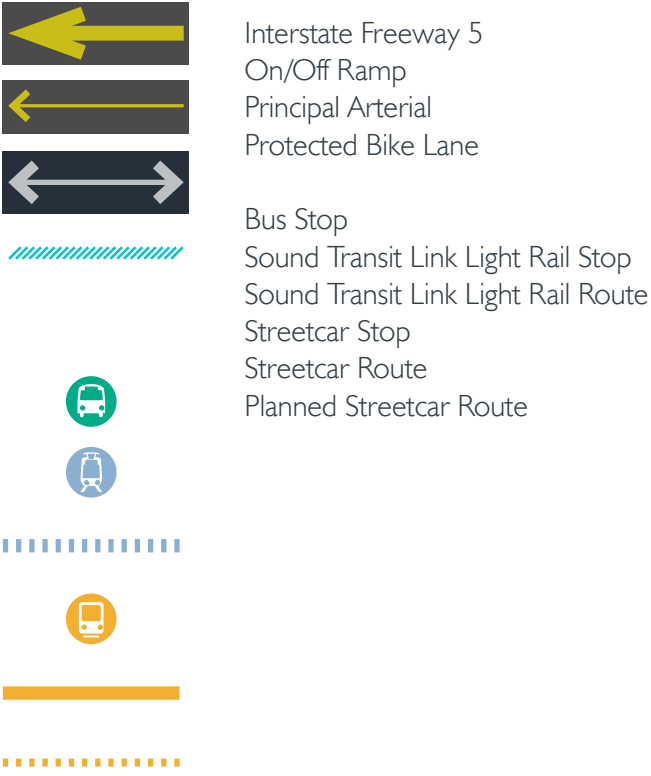 Interstate Freeway 5
On/Off Ramp
Principal Arterial
Protected Bike Lane
Bus Stop
Sound Transit Link Light Rail Stop
Sound Transit Link Light Rail Route
Streetcar Stop
Streetcar Route
Planned Streetcar Route